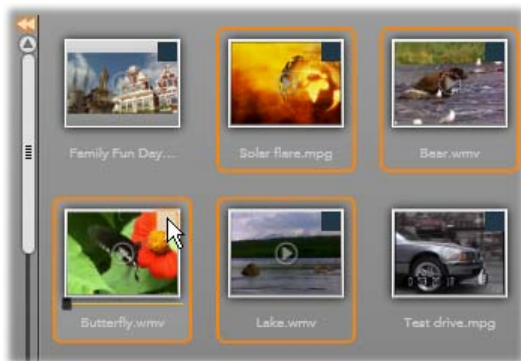 Family Fun Day...
Solar flare.mpg
Bear.wmv
Butterfly.wmv
Lake.wmv
Test drive.mpg